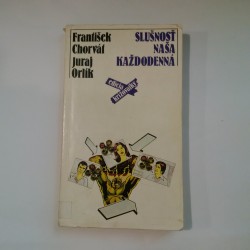 František
Chorvát
Juraj
Orlík
SLUŠNOSŤ
NAŠA
KAŽDODENNÁ